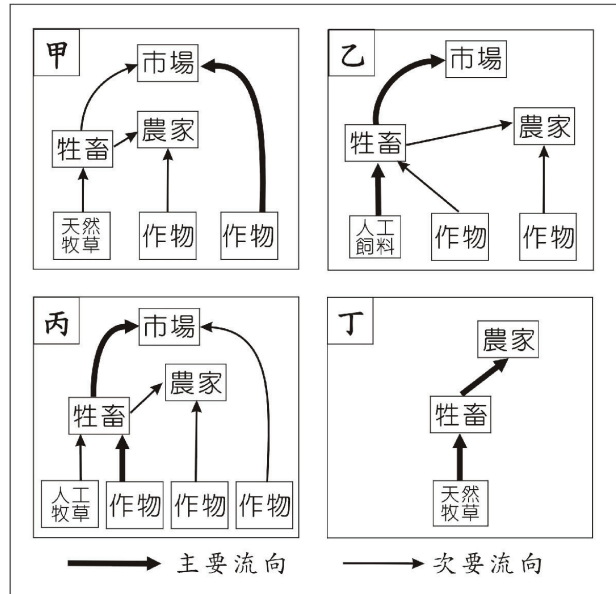 甲
市場
農家
牲畜
天然
牧草
作物
作物
乙
市場
農家
牲畜
人工
飼料
作物
作物
丙
市場
農家
牲畜
人工
牧草
作物
作物
作物
丁
農家
牲畜
天然
牧草
主要流向
次要流向